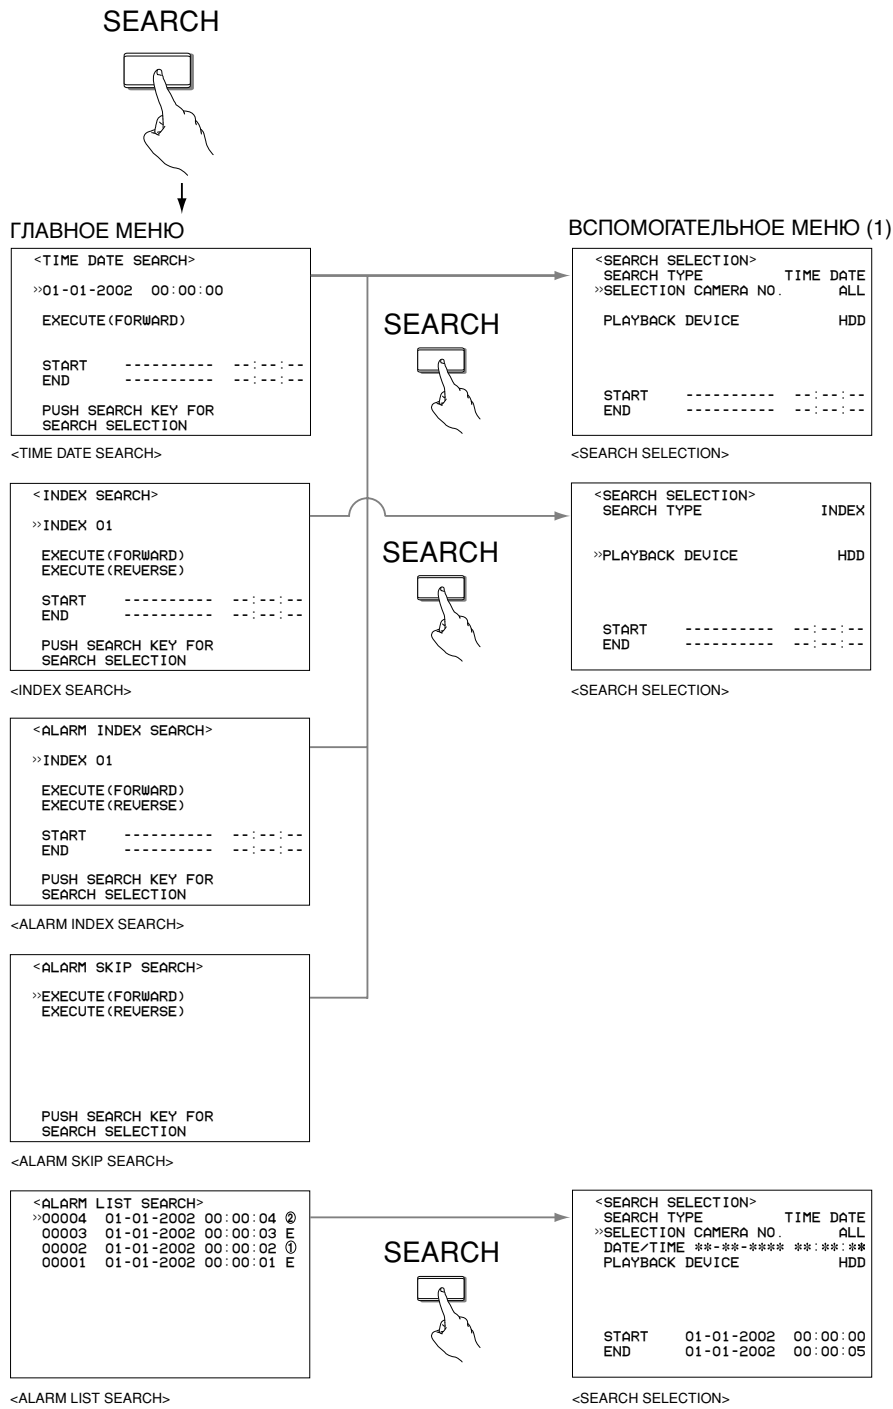 SEARCH
ГЛАВНОЕ МЕНЮ
<TIME DATE SEARCH>
»01-01-2002 00:00:00
EXECUTE(FORWARD)
START ---------- --:--:--
END ---------- --:--:--
PUSH SEARCH KEY FOR
SEARCH SELECTION
<TIME DATE SEARCH>
SEARCH
ВСПОМОГАТЕЛЬНОЕ МЕНЮ (1)
<SEARCH SELECTION>
SEARCH TYPE TIME DATE
»SELECTION CAMERA NO. ALL
PLAYBACK DEVICE HDD
START ---------- --:--:--
END ---------- --:--:--
<SEARCH SELECTION>
<INDEX SEARCH>
»INDEX 01
EXECUTE(FORWARD)
EXECUTE(REVERSE)
START ---------- --:--:--
END ---------- --:--:--
PUSH SEARCH KEY FOR
SEARCH SELECTION
<INDEX SEARCH>
SEARCH
<SEARCH SELECTION>
SEARCH TYPE INDEX
»PLAYBACK DEVICE HDD
START ---------- --:--:--
END ---------- --:--:--
<SEARCH SELECTION>
<ALARM INDEX SEARCH>
»INDEX 01
EXECUTE(FORWARD)
EXECUTE(REVERSE)
START ---------- --:--:--
END ---------- --:--:--
PUSH SEARCH KEY FOR
SEARCH SELECTION
<ALARM INDEX SEARCH>
<ALARM SKIP SEARCH>
»EXECUTE(FORWARD)
EXECUTE(REVERSE)
PUSH SEARCH KEY FOR
SEARCH SELECTION
<ALARM SKIP SEARCH>
<ALARM LIST SEARCH>
»00004 01-01-2002 00:00:04 ②
00003 01-01-2002 00:00:03 E
00002 01-01-2002 00:00:02 ①
00001 01-01-2002 00:00:01 E
<ALARM LIST SEARCH>
SEARCH
<SEARCH SELECTION>
SEARCH TYPE TIME DATE
»SELECTION CAMERA NO. ALL
DATE/TIME **-**-**** **:**:**
PLAYBACK DEVICE HDD
START 01-01-2002 00:00:00
END 01-01-2002 00:00:05
<SEARCH SELECTION>